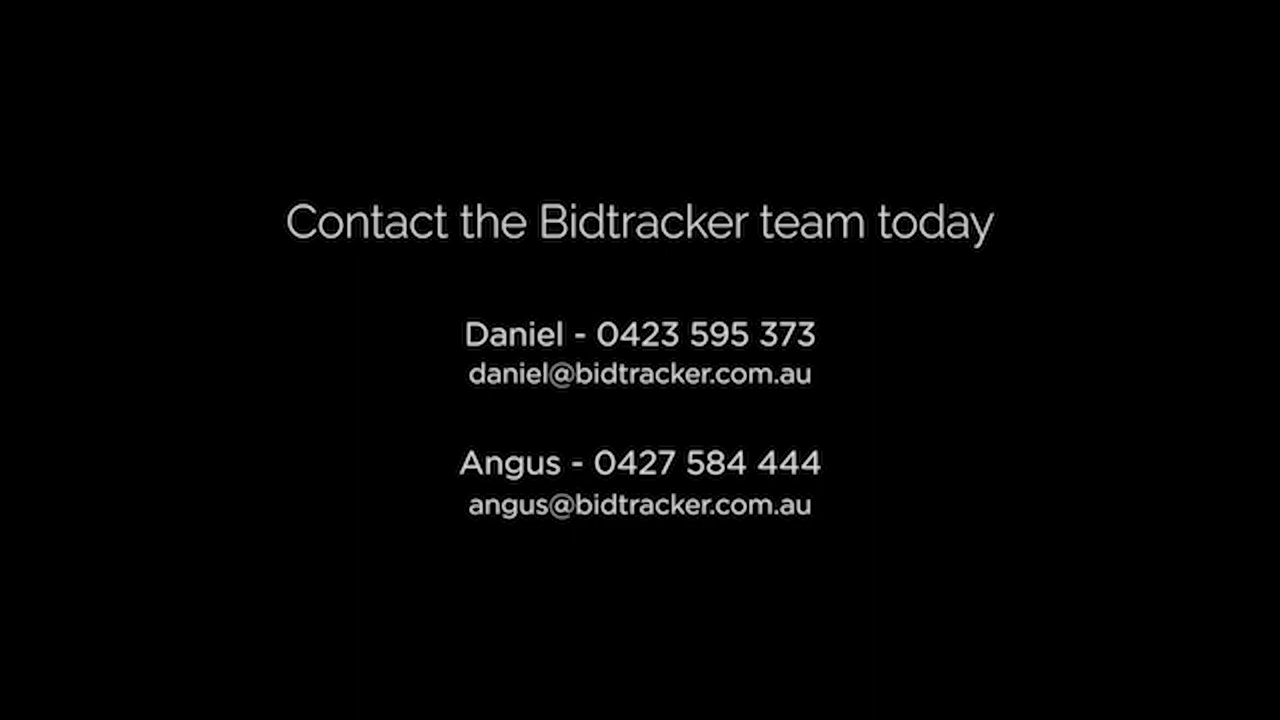 Contact the Bidtracker team today
Daniel - 0423 595 373
daniel@bidtracker.com.au
Angus - 0427 584 444
angus@bidtracker.com.au